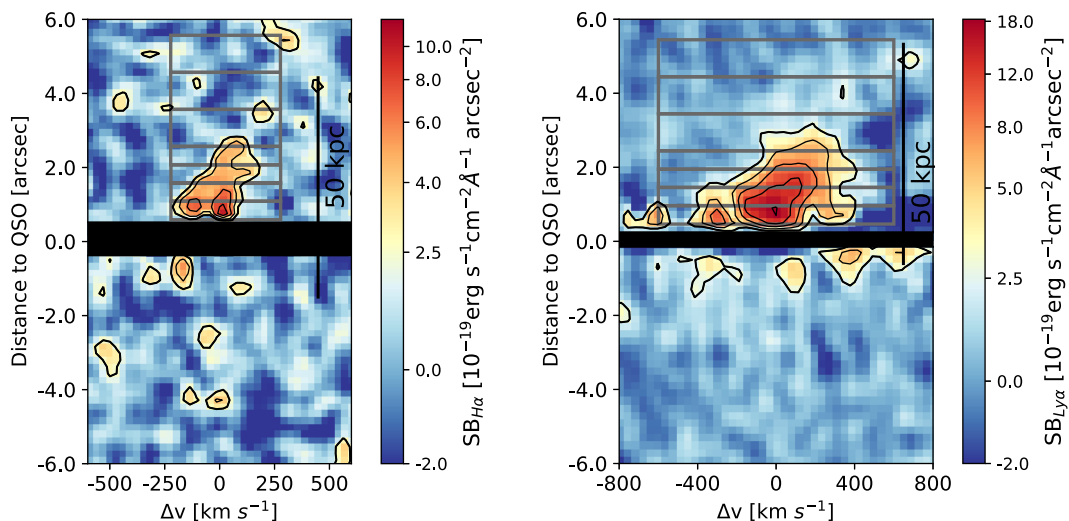 6.0
4.0
2.0
0.0
-2.0
-4.0
-6.0
Distance to QSO [arcsec]
-500 -250 0 250 500
Δv [km s⁻¹]
50 kpc
10.0
8.0
6.0
4.0
2.5
0.0
-2.0
SB_{Hα} [10⁻¹⁹erg s⁻¹cm⁻²Å⁻¹arcsec⁻²]
6.0
4.0
2.0
0.0
-2.0
-4.0
-6.0
Distance to QSO [arcsec]
-800 -400 0 400 800
Δv [km s⁻¹]
50 kpc
18.0
12.0
8.0
5.0
2.5
0.0
-2.0
SB_{Lyα} [10⁻¹⁹erg s⁻¹cm⁻²Å⁻¹arcsec⁻²]